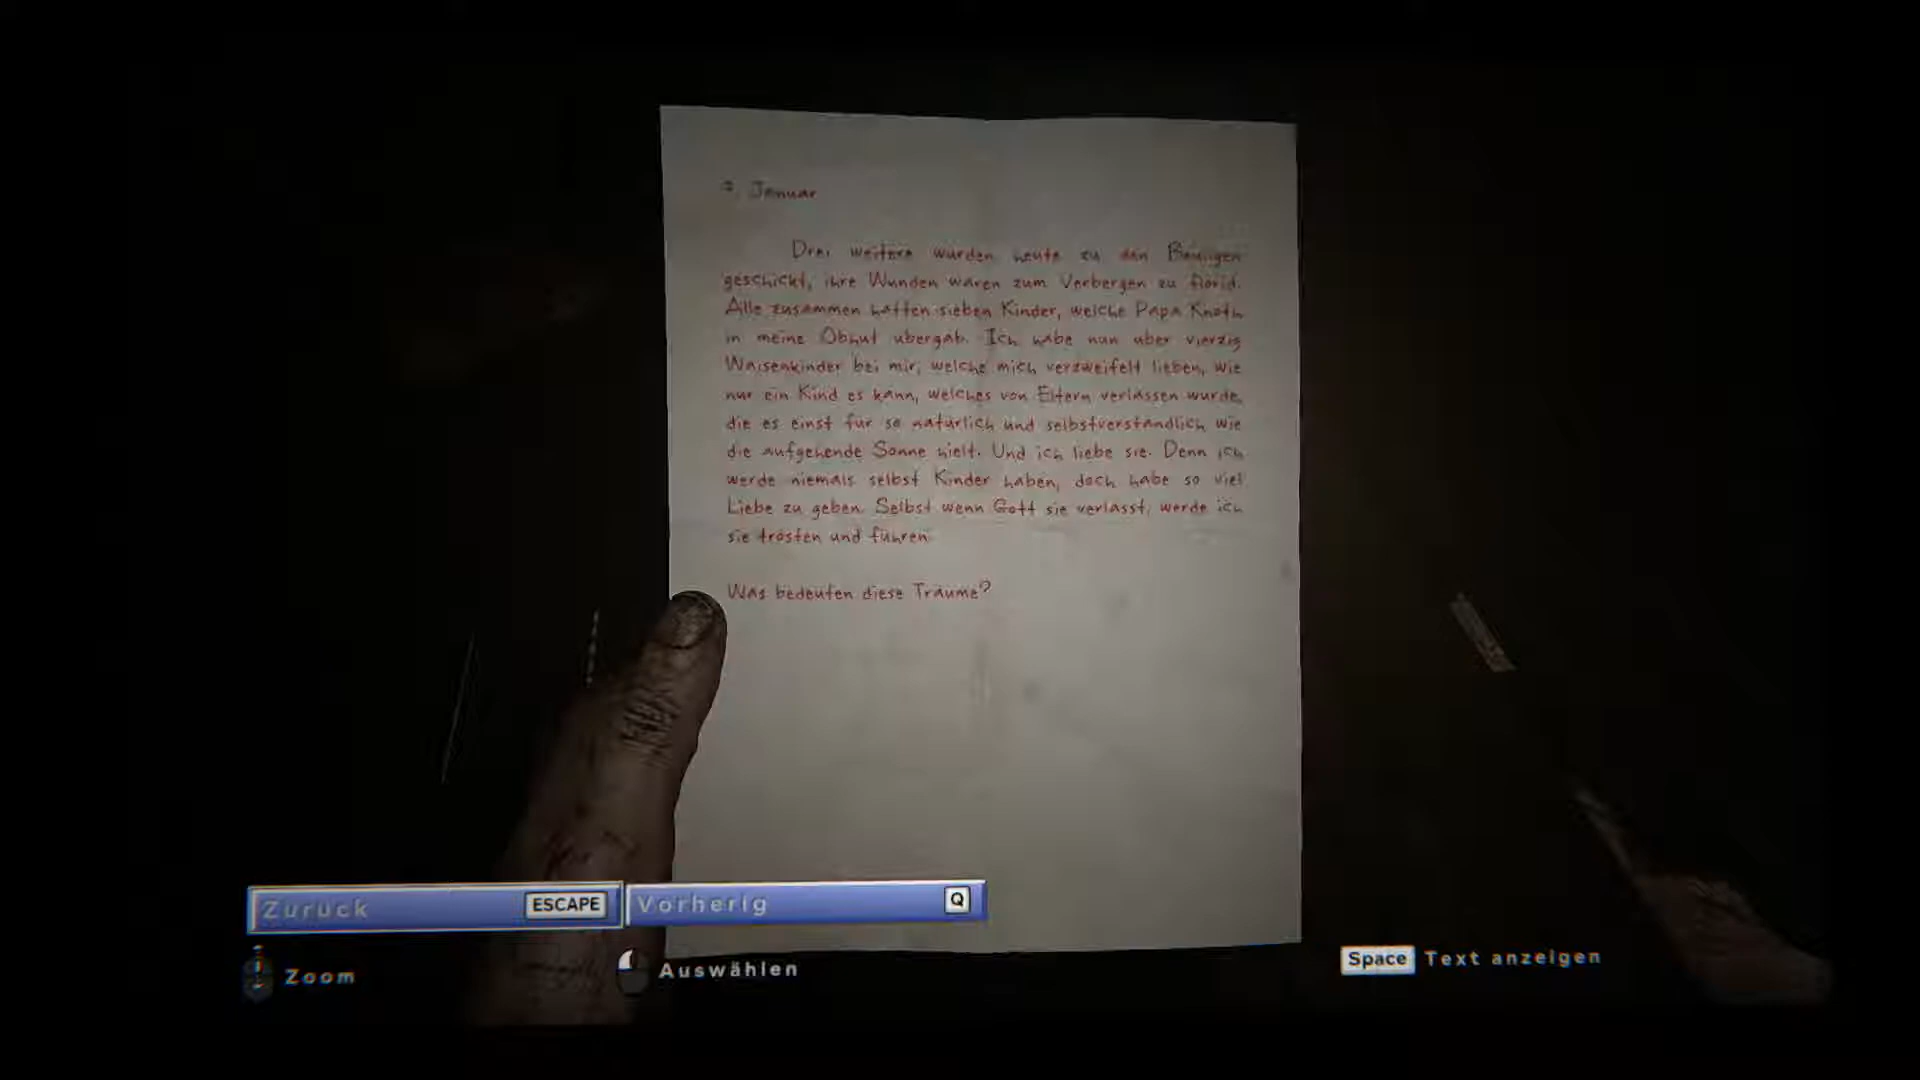 Januar
Drei weitere wurden heute zu den
geschickt, ihre Wunden waren zum Verbergen zu florid.
Alle zusammen hatten sieben Kinder, welche Papa Knoth
in meine Obhut ubergab. Ich habe nun uber vierzig
Waisenkinder bei mir, welche mich verzweifelt lieben, wie
nur ein Kind es kann, welches von Eltern verlassen wurde,
die es einst für so natürlich und selbstverständlich wie
die aufgehende Sonne hielt. Und ich liebe sie. Denn ich
werde niemals selbst Kinder haben, doch habe so viel
Liebe zu geben. Selbst wenn Gott sie verlasst, werde ich
sie trösten und führen.
Was bedeuten diese Träume?
Zurück ESCAPE Vorherig Q
Zoom Auswählen Space Text anzeigen